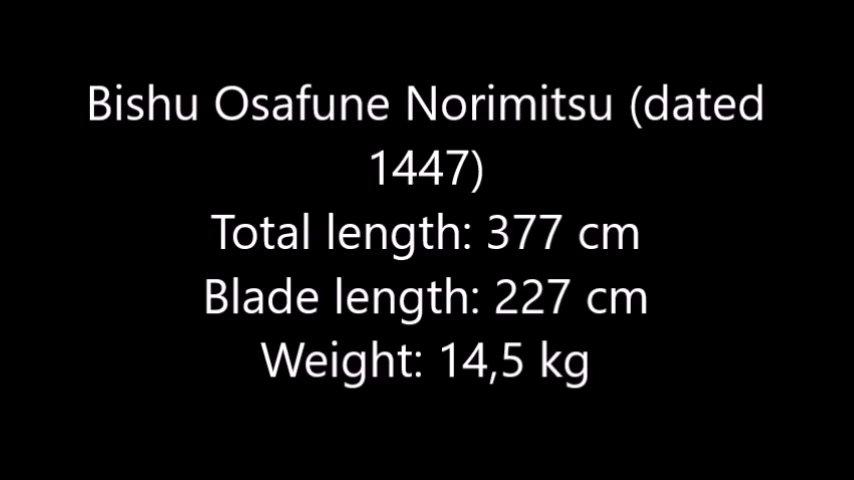 Bishu Osafune Norimitsu (dated
1447)
Total length: 377 cm
Blade length: 227 cm
Weight: 14,5 kg